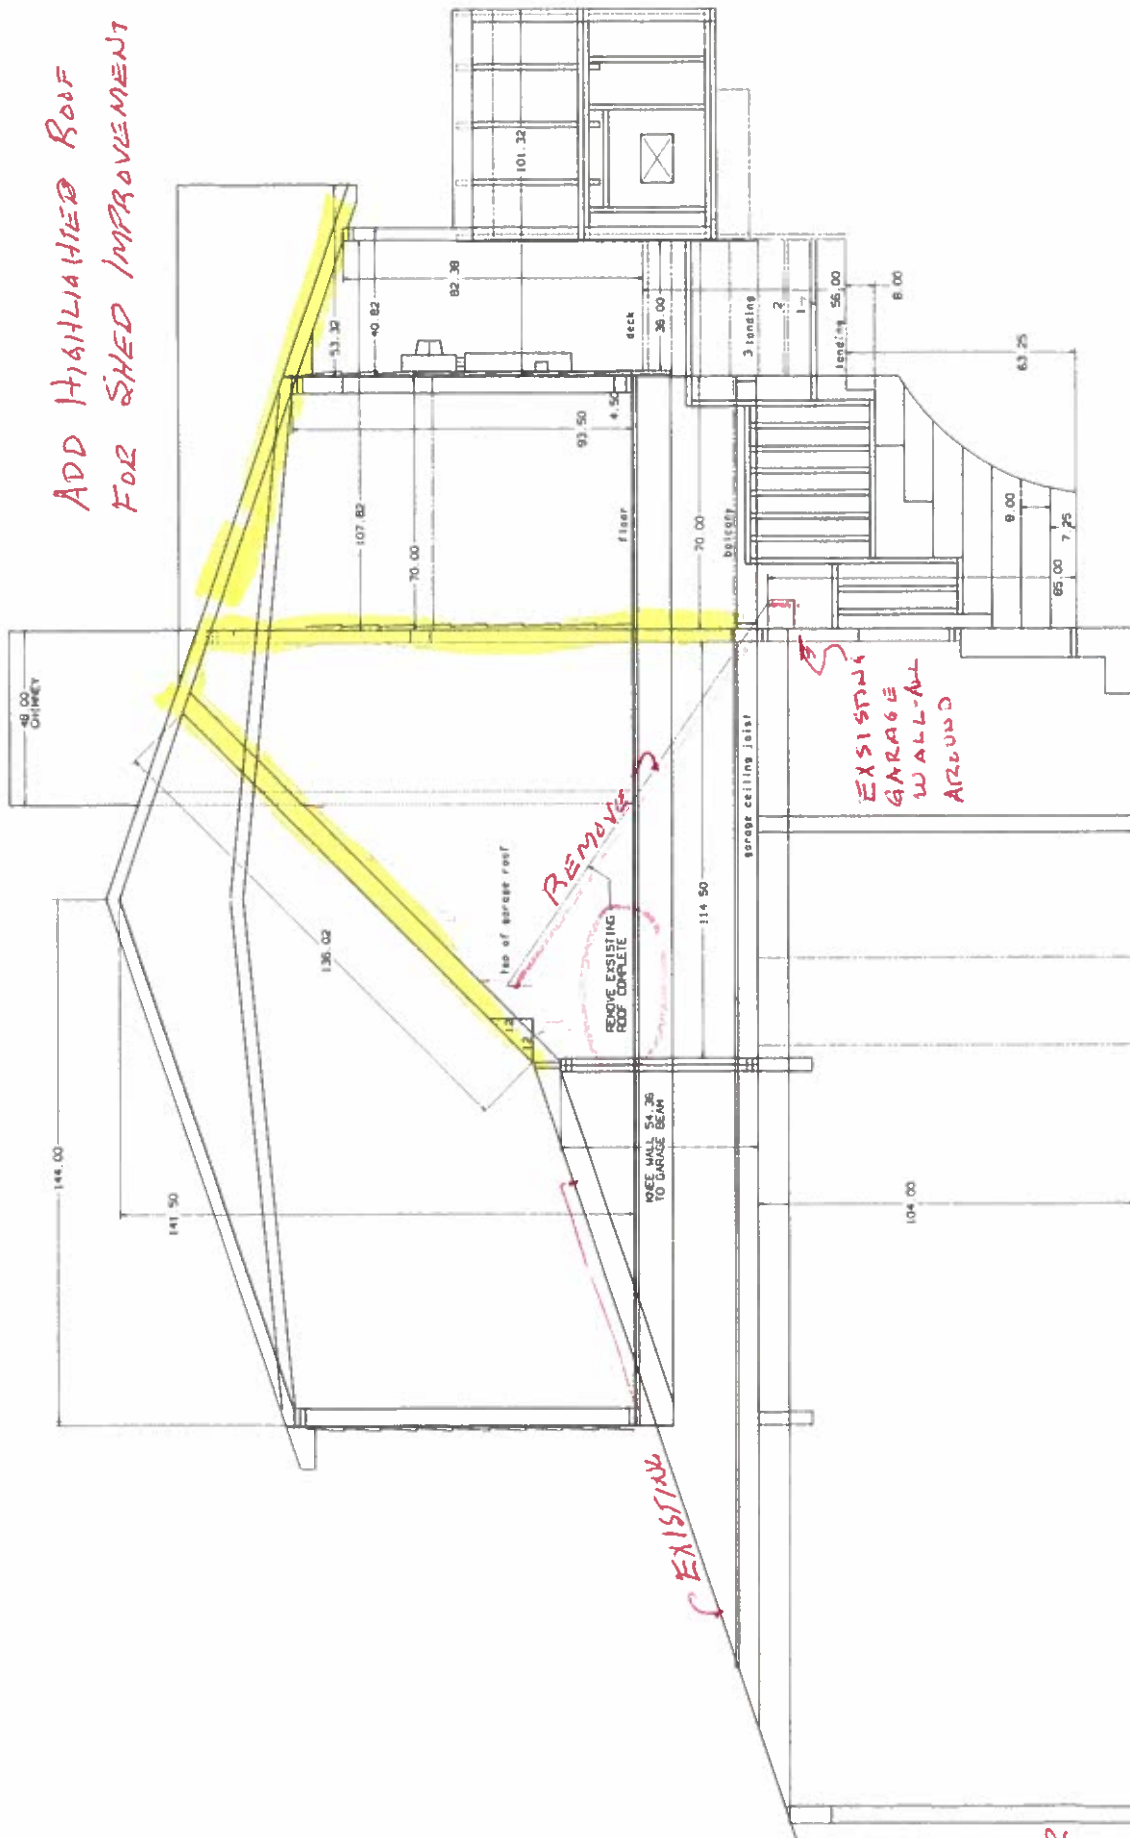 ADD HIGHLIGHTED ROOF
FOR SHED IMPROVEMENT
48.00
CHIMNEY
144.00
141.50
136.02
101.32
53.32
40.82
82.38
107.82
70.00
93.50
4.50
floor
deck
36.00
3 landing
2
1
landing 56.00
8.00
63.25
70.00
balcony
9.00
7.25
85.00
top of garage roof
12
12
REMOVE
REMOVE EXSISTING
ROOF COMPLETE
114.50
garage ceiling joist
EXSISTING
GARAGE
WALL-ALL
AROUND
KNEE WALL 54.36
TO GARAGE BEAM
104.00
EXISTING